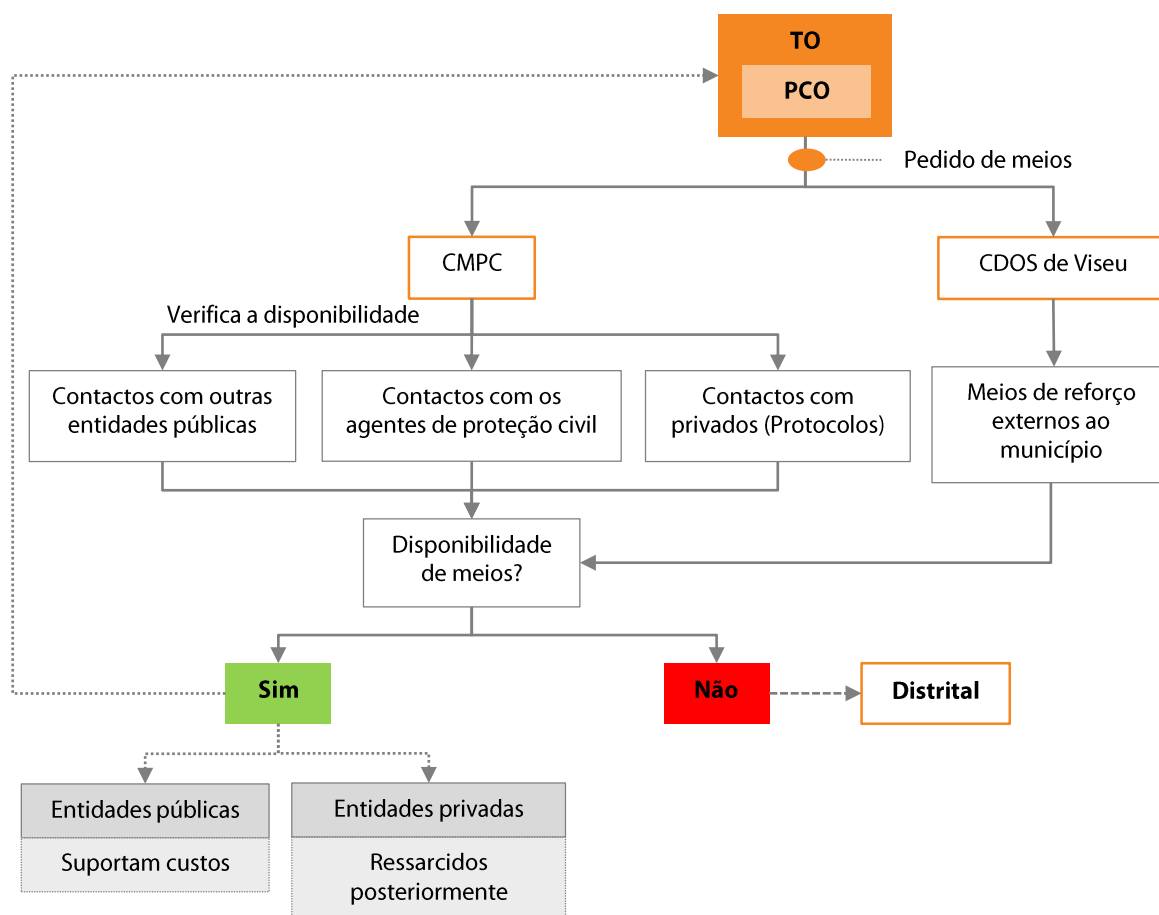 TO
PCO
Pedido de meios
CMPC
CDOS de Viseu
Verifica a disponibilidade
Contactos com outras
entidades públicas
Contactos com os
agentes de proteção civil
Contactos com
privados (Protocolos)
Meios de reforço
externos ao
município
Disponibilidade
de meios?
Sim
Não
Distrital
Entidades públicas
Suportam custos
Entidades privadas
Ressarcidos
posteriormente